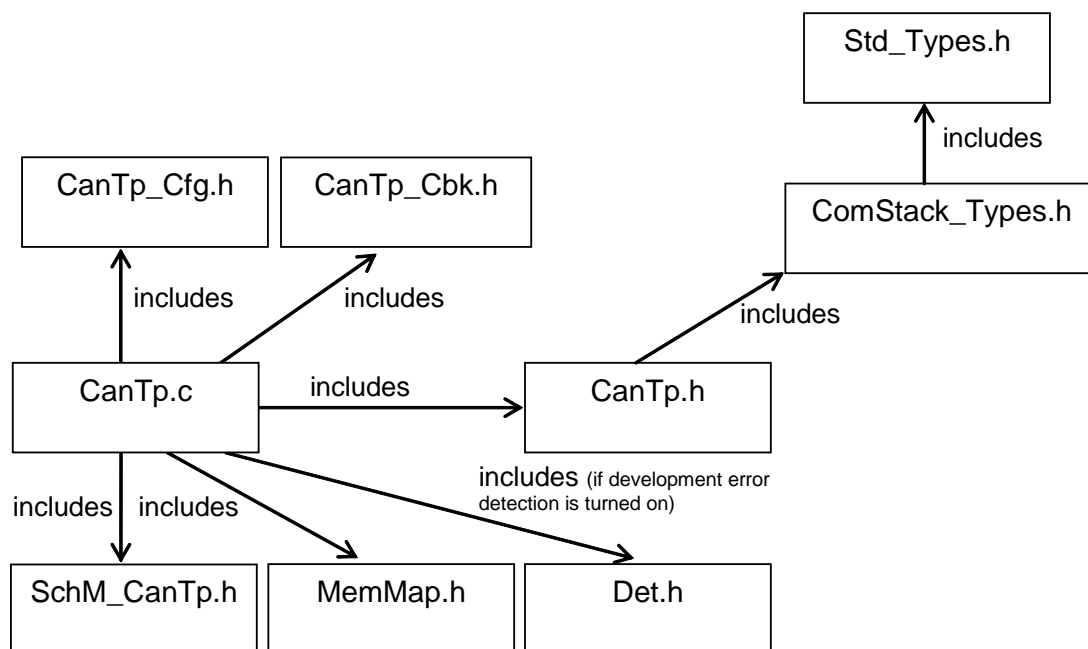 Std_Types.h
includes
CanTp_Cfg.h
CanTp_Cbk.h
ComStack_Types.h
includes
includes
includes
CanTp.c
includes
CanTp.h
includes (if development error
detection is turned on)
includes
includes
SchM_CanTp.h
MemMap.h
Det.h